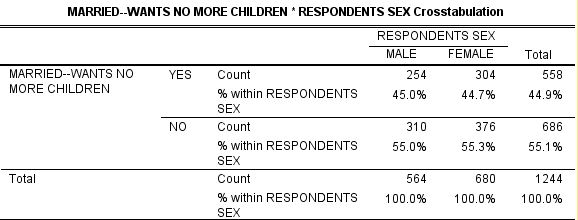 MARRIED--WANTS NO MORE CHILDREN * RESPONDENTS SEX Crosstabulation
RESPONDENTS SEX
MALE FEMALE Total
MARRIED--WANTS NO YES Count 254 304 558
MORE CHILDREN % within RESPONDENTS 45.0% 44.7% 44.9%
SEX
NO Count 310 376 686
% within RESPONDENTS 55.0% 55.3% 55.1%
SEX
Total Count 564 680 1244
% within RESPONDENTS 100.0% 100.0% 100.0%
SEX